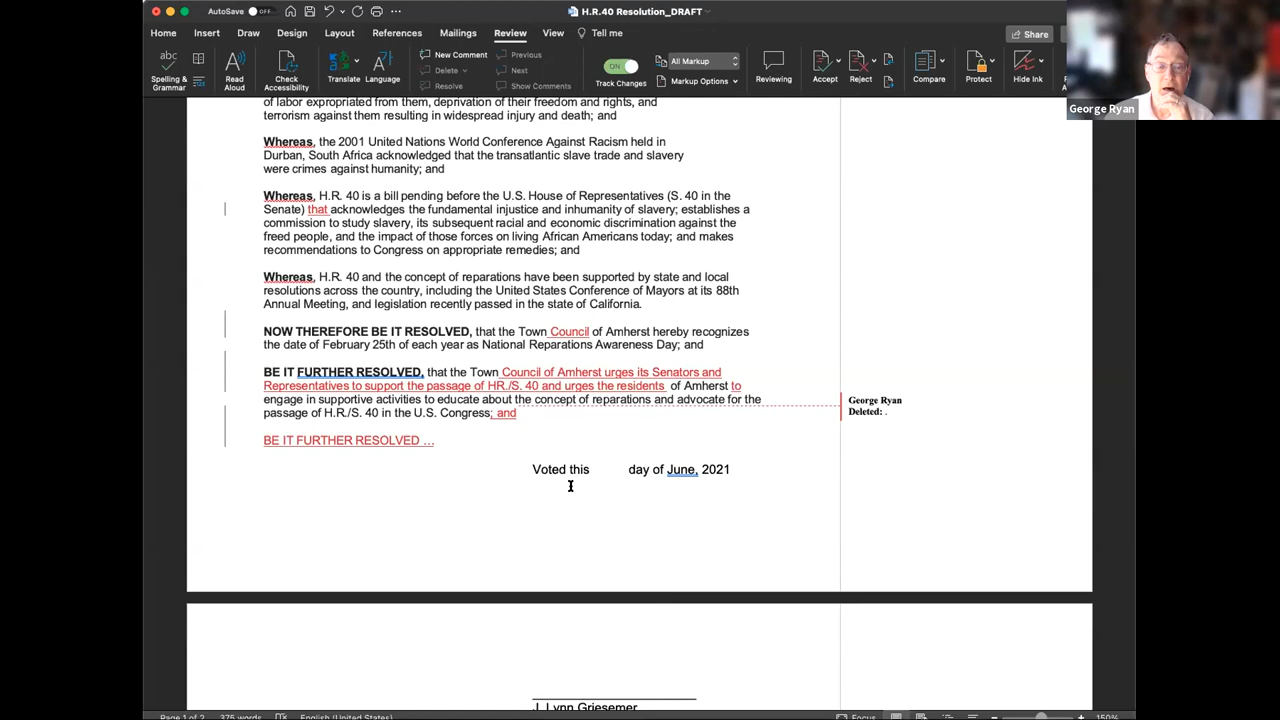 AutoSave OFF H.R.40 Resolution_DRAFT
Home Insert Draw Design Layout References Mailings Review View Tell me Share
abc Spelling & Grammar
Read Aloud
Check Accessibility
Translate
Language
New Comment
Delete
Resolve
Previous
Next
Show Comments
ON
Track Changes
All Markup
Markup Options
Reviewing
Accept
Reject
Compare
Protect
Hide Ink
George Ryan
of labor expropriated from them, deprivation of their freedom and rights, and
terrorism against them resulting in widespread injury and death; and
Whereas, the 2001 United Nations World Conference Against Racism held in
Durban, South Africa acknowledged that the transatlantic slave trade and slavery
were crimes against humanity; and
Whereas, H.R. 40 is a bill pending before the U.S. House of Representatives (S. 40 in the
Senate) that acknowledges the fundamental injustice and inhumanity of slavery; establishes a
commission to study slavery, its subsequent racial and economic discrimination against the
freed people, and the impact of those forces on living African Americans today; and makes
recommendations to Congress on appropriate remedies; and
Whereas, H.R. 40 and the concept of reparations have been supported by state and local
resolutions across the country, including the United States Conference of Mayors at its 88th
Annual Meeting, and legislation recently passed in the state of California.
NOW THEREFORE BE IT RESOLVED, that the Town Council of Amherst hereby recognizes
the date of February 25th of each year as National Reparations Awareness Day; and
BE IT FURTHER RESOLVED, that the Town Council of Amherst urges its Senators and
Representatives to support the passage of HR./S. 40 and urges the residents of Amherst to
engage in supportive activities to educate about the concept of reparations and advocate for the
passage of H.R./S. 40 in the U.S. Congress; and
George Ryan
Deleted: .
BE IT FURTHER RESOLVED …
Voted this day of June, 2021
J. Lynn Griesemer
Page 1 of 2 375 words English (United States) Focus 150%